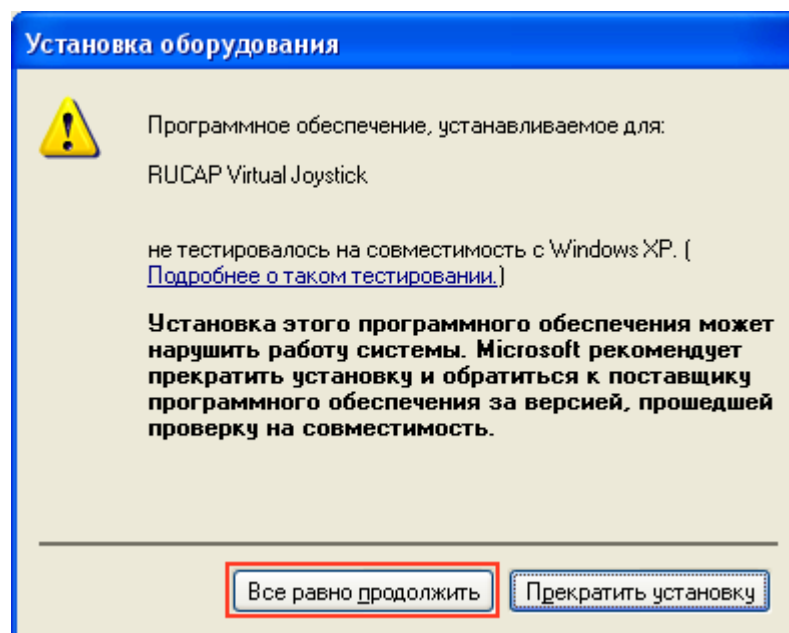 Установка оборудования
Программное обеспечение, устанавливаемое для:
RUCAP Virtual Joystick
не тестировалось на совместимость с Windows XP. (
Подробнее о таком тестировании.)
Установка этого программного обеспечения может
нарушить работу системы. Microsoft рекомендует
прекратить установку и обратиться к поставщику
программного обеспечения за версией, прошедшей
проверку на совместимость.
Все равно продолжить
Прекратить установку